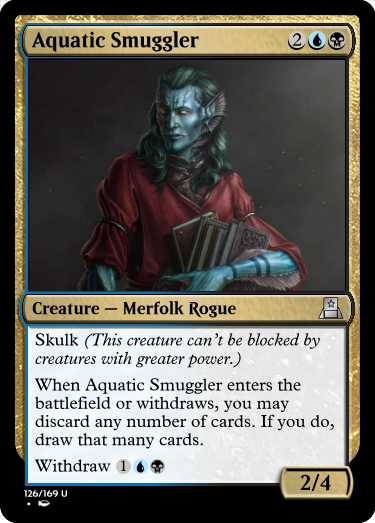 Aquatic Smuggler 2
Creature — Merfolk Rogue
Skulk (This creature can't be blocked by
creatures with greater power.)
When Aquatic Smuggler enters the
battlefield or withdraws, you may
discard any number of cards. If you do,
draw that many cards.
Withdraw 1
2/4
126/169 U